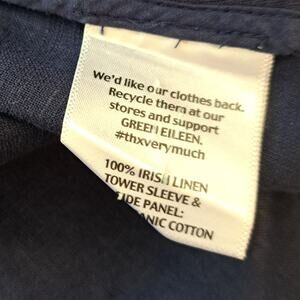 We'd like our clothes back.
Recycle them at our
stores and support
GREEN EILEEN.
#thxverymuch
100% IRISH LINEN
TOWER SLEEVE &
PANEL:
COTTON